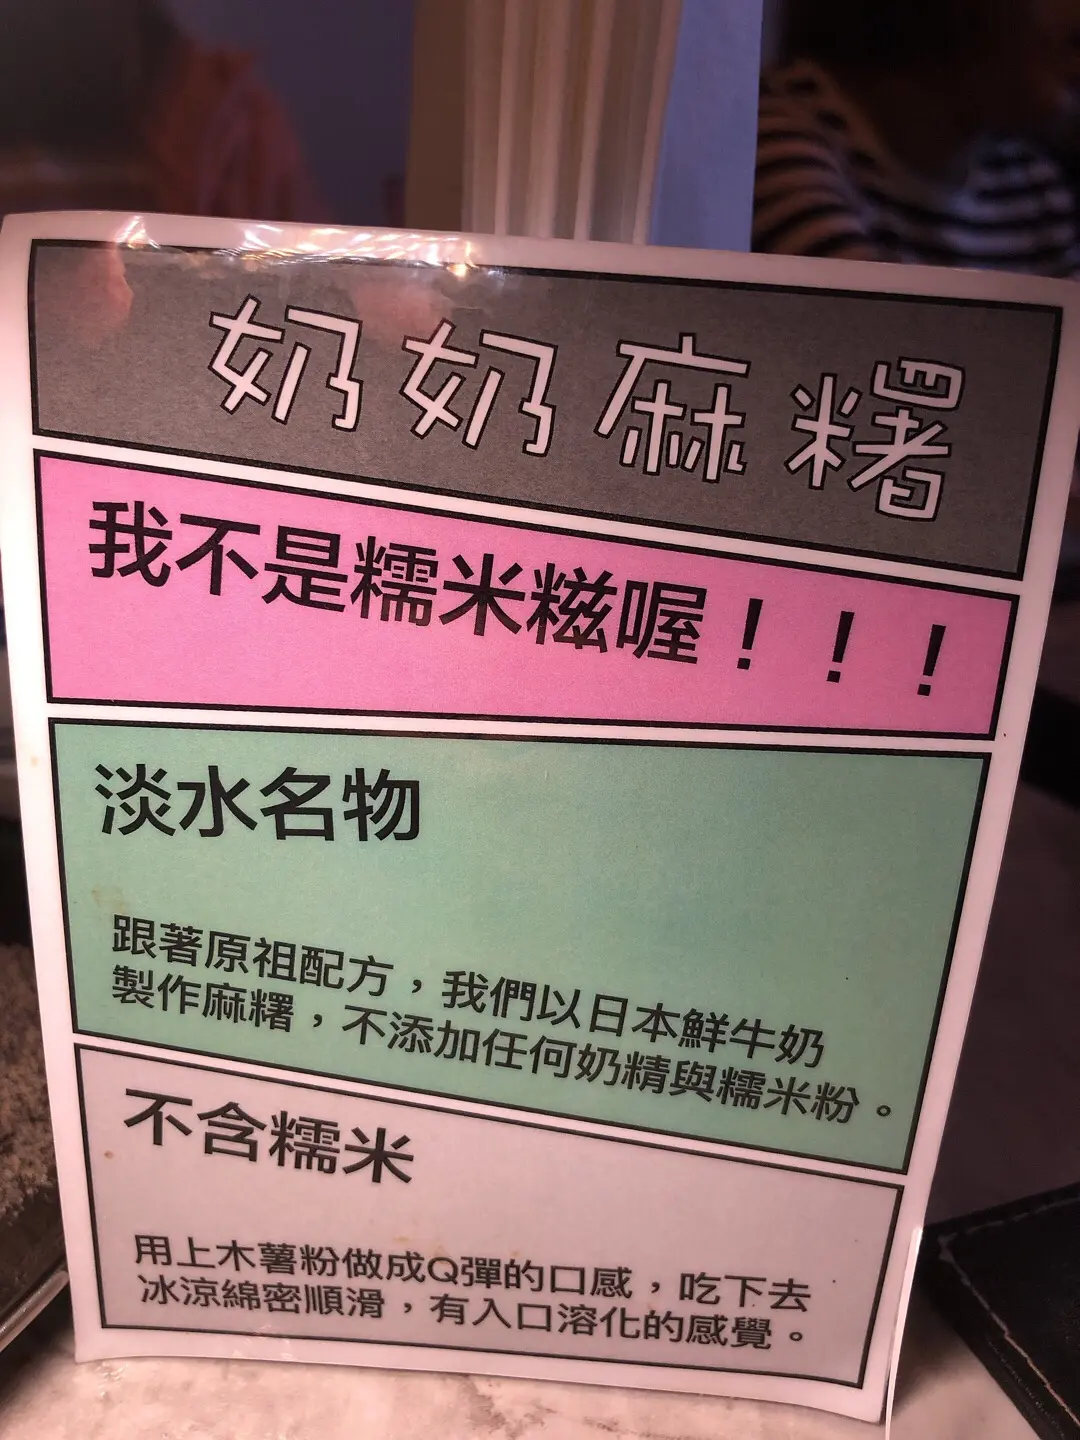 奶奶麻糬
我不是糯米糍喔！！！
淡水名物
跟著原祖配方，我們以日本鮮牛奶
製作麻糬，不添加任何奶精與糯米粉。
不含糯米
用上木薯粉做成Q彈的口感，吃下去
冰涼綿密順滑，有入口溶化的感覺。